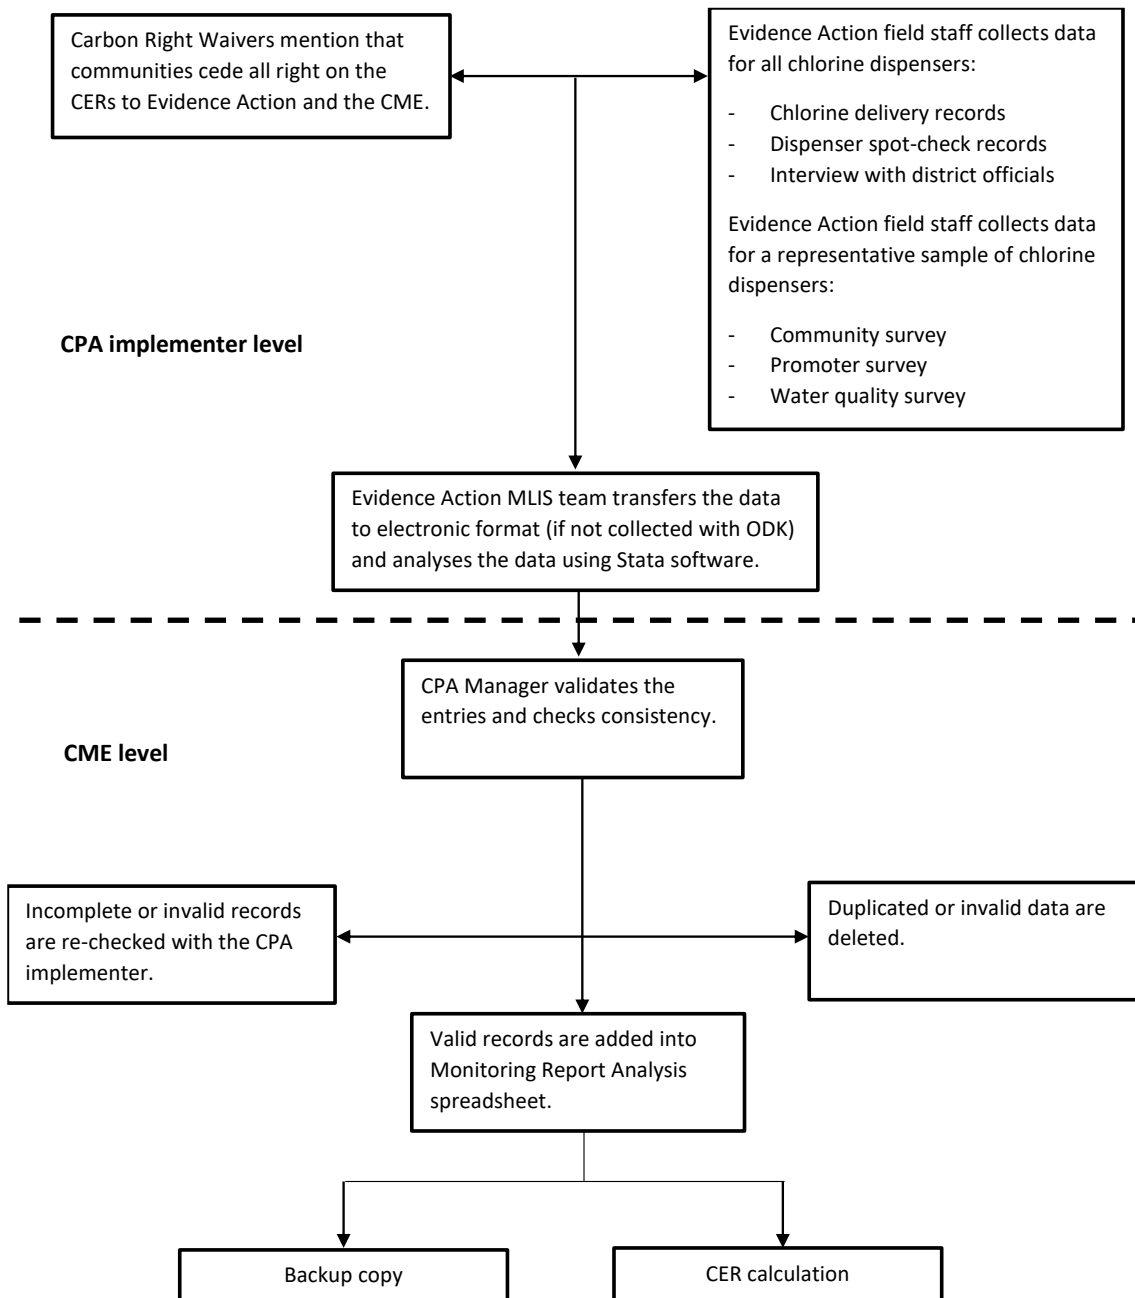 Carbon Right Waivers mention that
communities cede all right on the
CERs to Evidence Action and the CME.
Evidence Action field staff collects data
for all chlorine dispensers:
- Chlorine delivery records
- Dispenser spot-check records
- Interview with district officials
Evidence Action field staff collects data
for a representative sample of chlorine
dispensers:
- Community survey
- Promoter survey
- Water quality survey
CPA implementer level
Evidence Action MLIS team transfers the data
to electronic format (if not collected with ODK)
and analyses the data using Stata software.
CPA Manager validates the
entries and checks consistency.
CME level
Incomplete or invalid records
are re-checked with the CPA
implementer.
Duplicated or invalid data are
deleted.
Valid records are added into
Monitoring Report Analysis
spreadsheet.
Backup copy
CER calculation